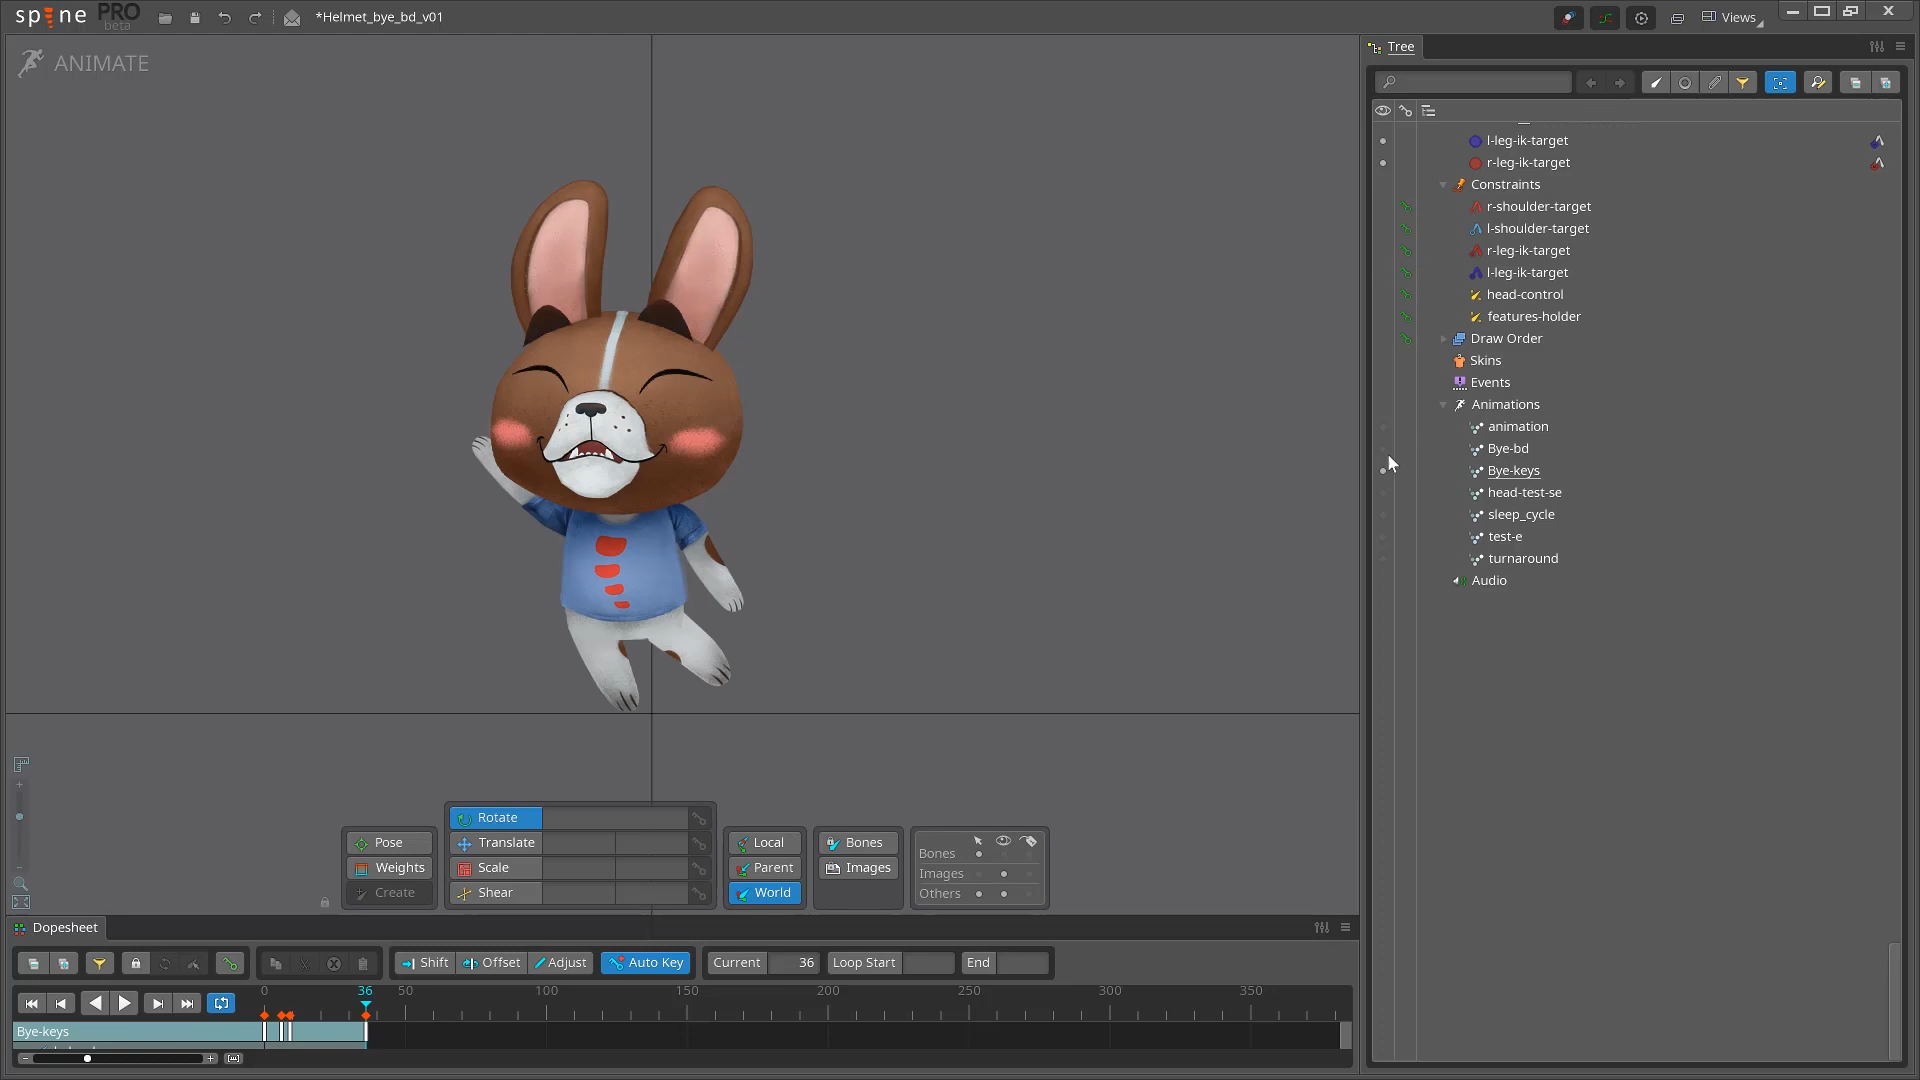 spine PRO beta
*Helmet_bye_bd_v01
Views
ANIMATE
Tree
l-leg-ik-target
r-leg-ik-target
Constraints
r-shoulder-target
l-shoulder-target
r-leg-ik-target
l-leg-ik-target
head-control
features-holder
Draw Order
Skins
Events
Animations
animation
Bye-bd
Bye-keys
head-test-se
sleep_cycle
test-e
turnaround
Audio
Pose
Weights
Create
Rotate
Translate
Scale
Shear
Local
Parent
World
Bones
Images
Bones
Images
Others
Dopesheet
Shift Offset Adjust Auto Key Current 36 Loop Start End
0 36 50 100 150 200 250 300 350
Bye-keys